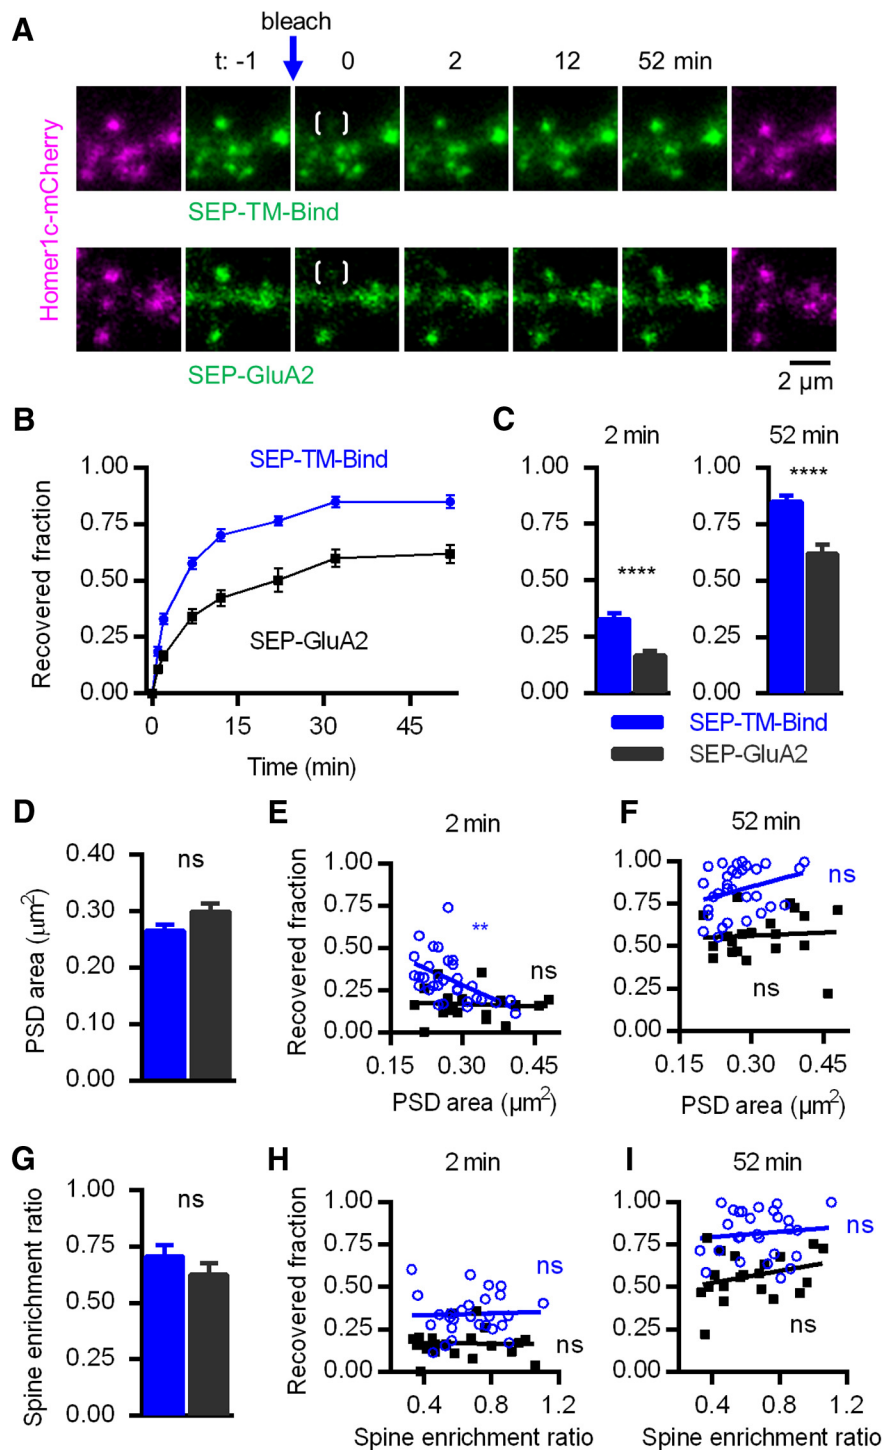 A
bleach
t: -1 0 2 12 52 min
Homer1c-mCherry
SEP-TM-Bind
SEP-GluA2
2 µm
B
SEP-TM-Bind
SEP-GluA2
Recovered fraction
1.00
0.75
0.50
0.25
0.00
0 15 30 45
Time (min)
C
2 min
52 min
1.00
0.75
0.50
0.25
0.00
****
1.00
0.75
0.50
0.25
0.00
****
SEP-TM-Bind
SEP-GluA2
D
PSD area (µm²)
0.40
0.30
0.20
0.10
0.00
ns
E
2 min
Recovered fraction
1.00
0.75
0.50
0.25
0.00
**
ns
0.15 0.30 0.45
PSD area (µm²)
F
52 min
1.00
0.75
0.50
0.25
0.00
ns
ns
0.15 0.30 0.45
PSD area (µm²)
G
Spine enrichment ratio
1.00
0.75
0.50
0.25
0.00
ns
H
2 min
Recovered fraction
1.00
0.75
0.50
0.25
0.00
ns
ns
0.4 0.8 1.2
Spine enrichment ratio
I
52 min
1.00
0.75
0.50
0.25
0.00
ns
ns
0.4 0.8 1.2
Spine enrichment ratio